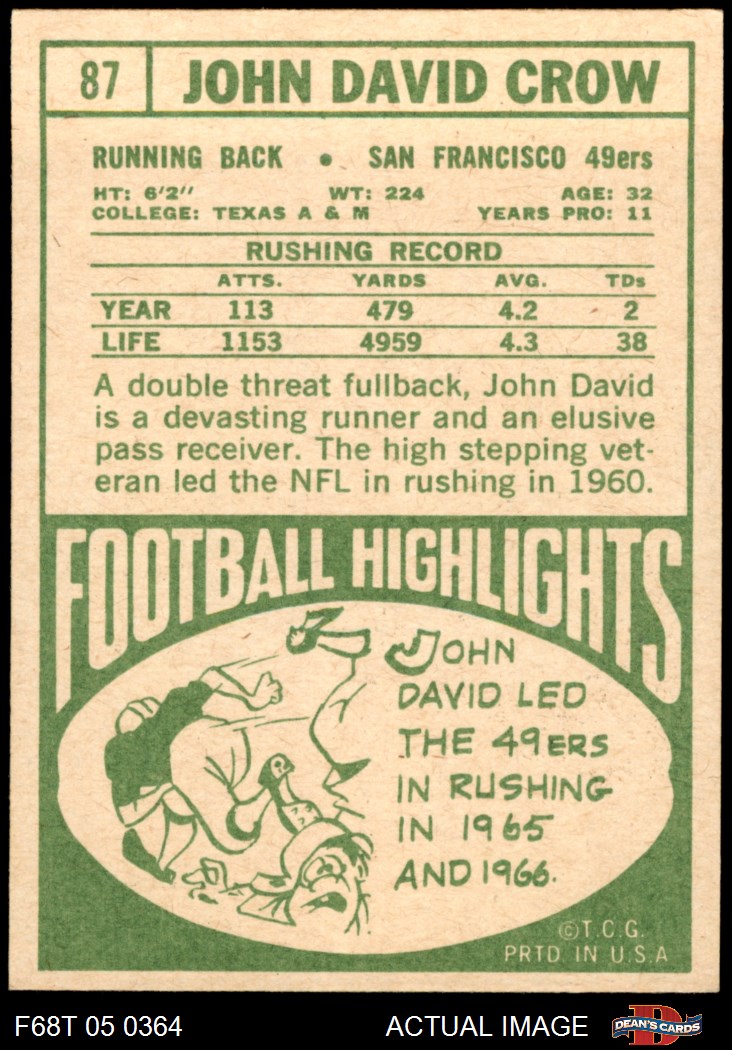 87 JOHN DAVID CROW
RUNNING BACK • SAN FRANCISCO 49ers
HT: 6'2" WT: 224 AGE: 32
COLLEGE: TEXAS A & M YEARS PRO: 11
RUSHING RECORD
ATTS. YARDS AVG. TDs
YEAR 113 479 4.2 2
LIFE 1153 4959 4.3 38
A double threat fullback, John David
is a devasting runner and an elusive
pass receiver. The high stepping vet-
eran led the NFL in rushing in 1960.
FOOTBALL HIGHLIGHTS
JOHN
DAVID LED
THE 49ERS
IN RUSHING
IN 1965
AND 1966.
©T.C.G.
PRTD. IN U.S.A
F68T 05 0364 ACTUAL IMAGE D DEAN'S CARDS